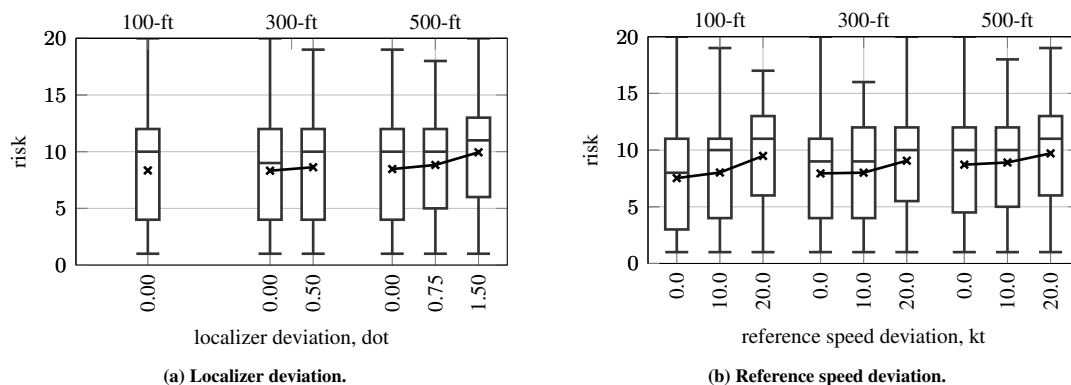 100-ft 300-ft 500-ft
20
15
10
5
0
risk
0.00 0.00 0.50 0.00 0.75 1.50
localizer deviation, dot
(a) Localizer deviation.
100-ft 300-ft 500-ft
20
15
10
5
0
risk
0.0 10.0 20.0 0.0 10.0 20.0 0.0 10.0 20.0
reference speed deviation, kt
(b) Reference speed deviation.